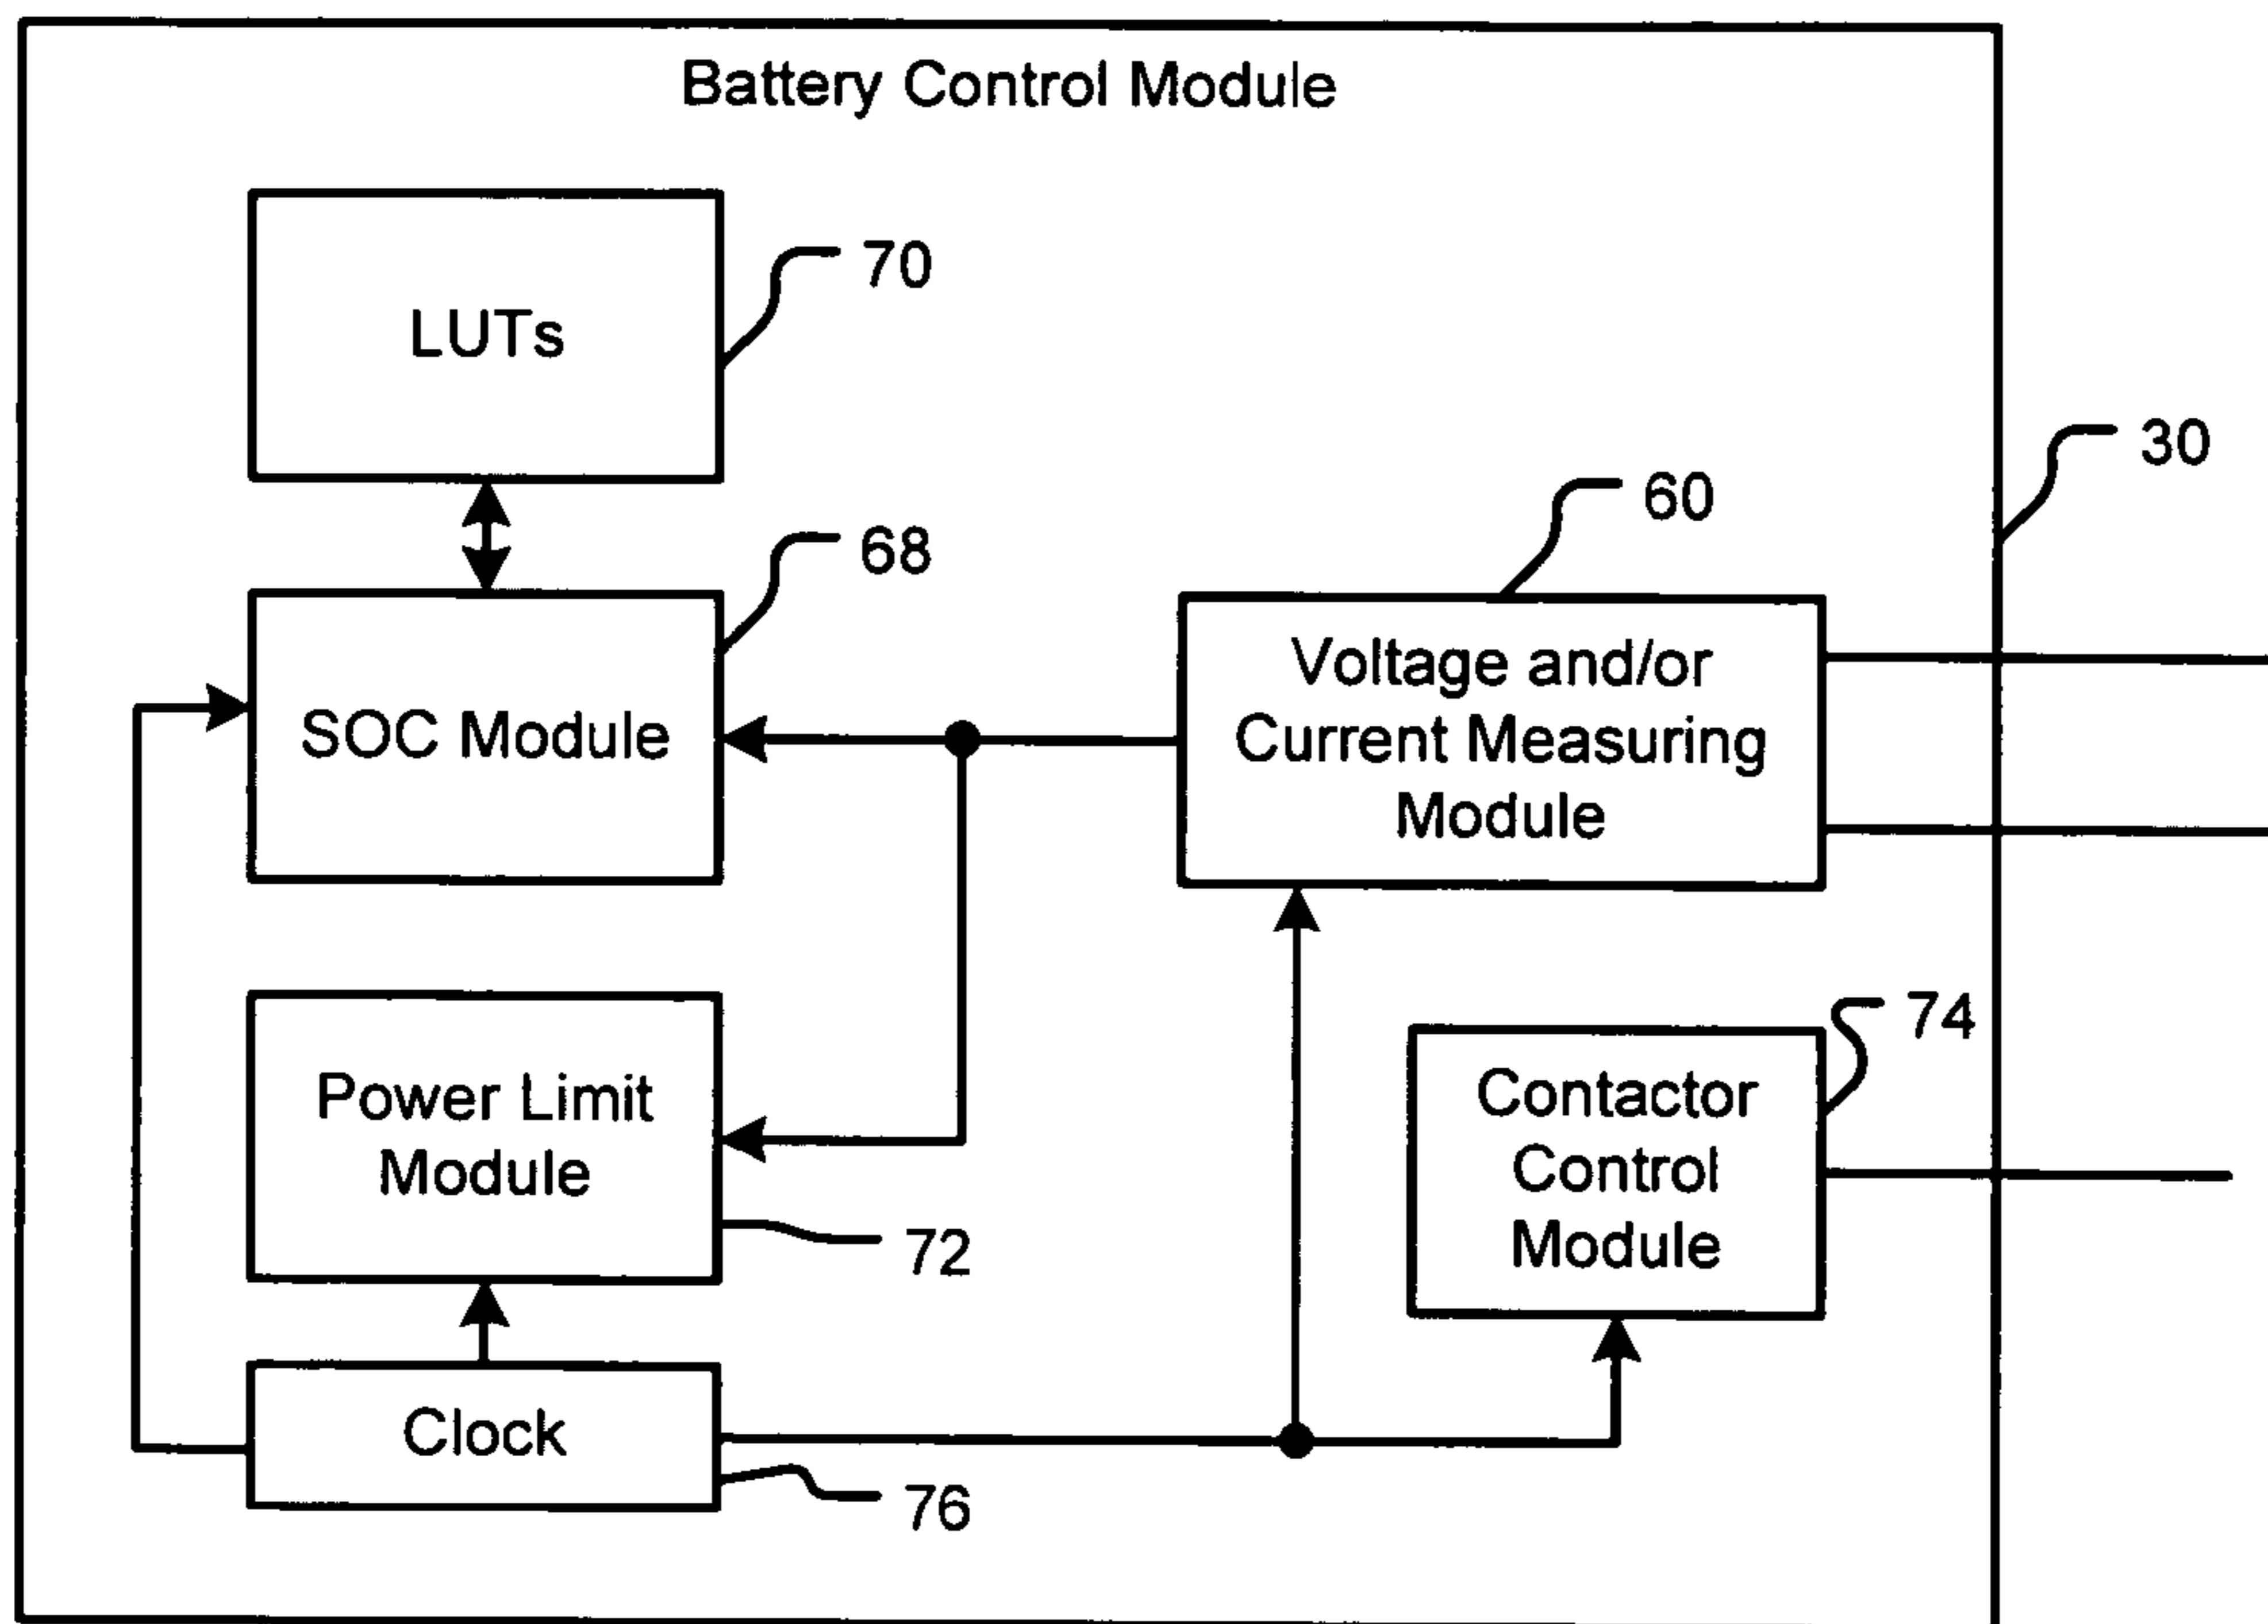 Battery Control Module
LUTs
70
30
60
68
SOC Module
Voltage and/or
Current Measuring
Module
74
Contactor
Control
Module
Power Limit
Module
72
Clock
76